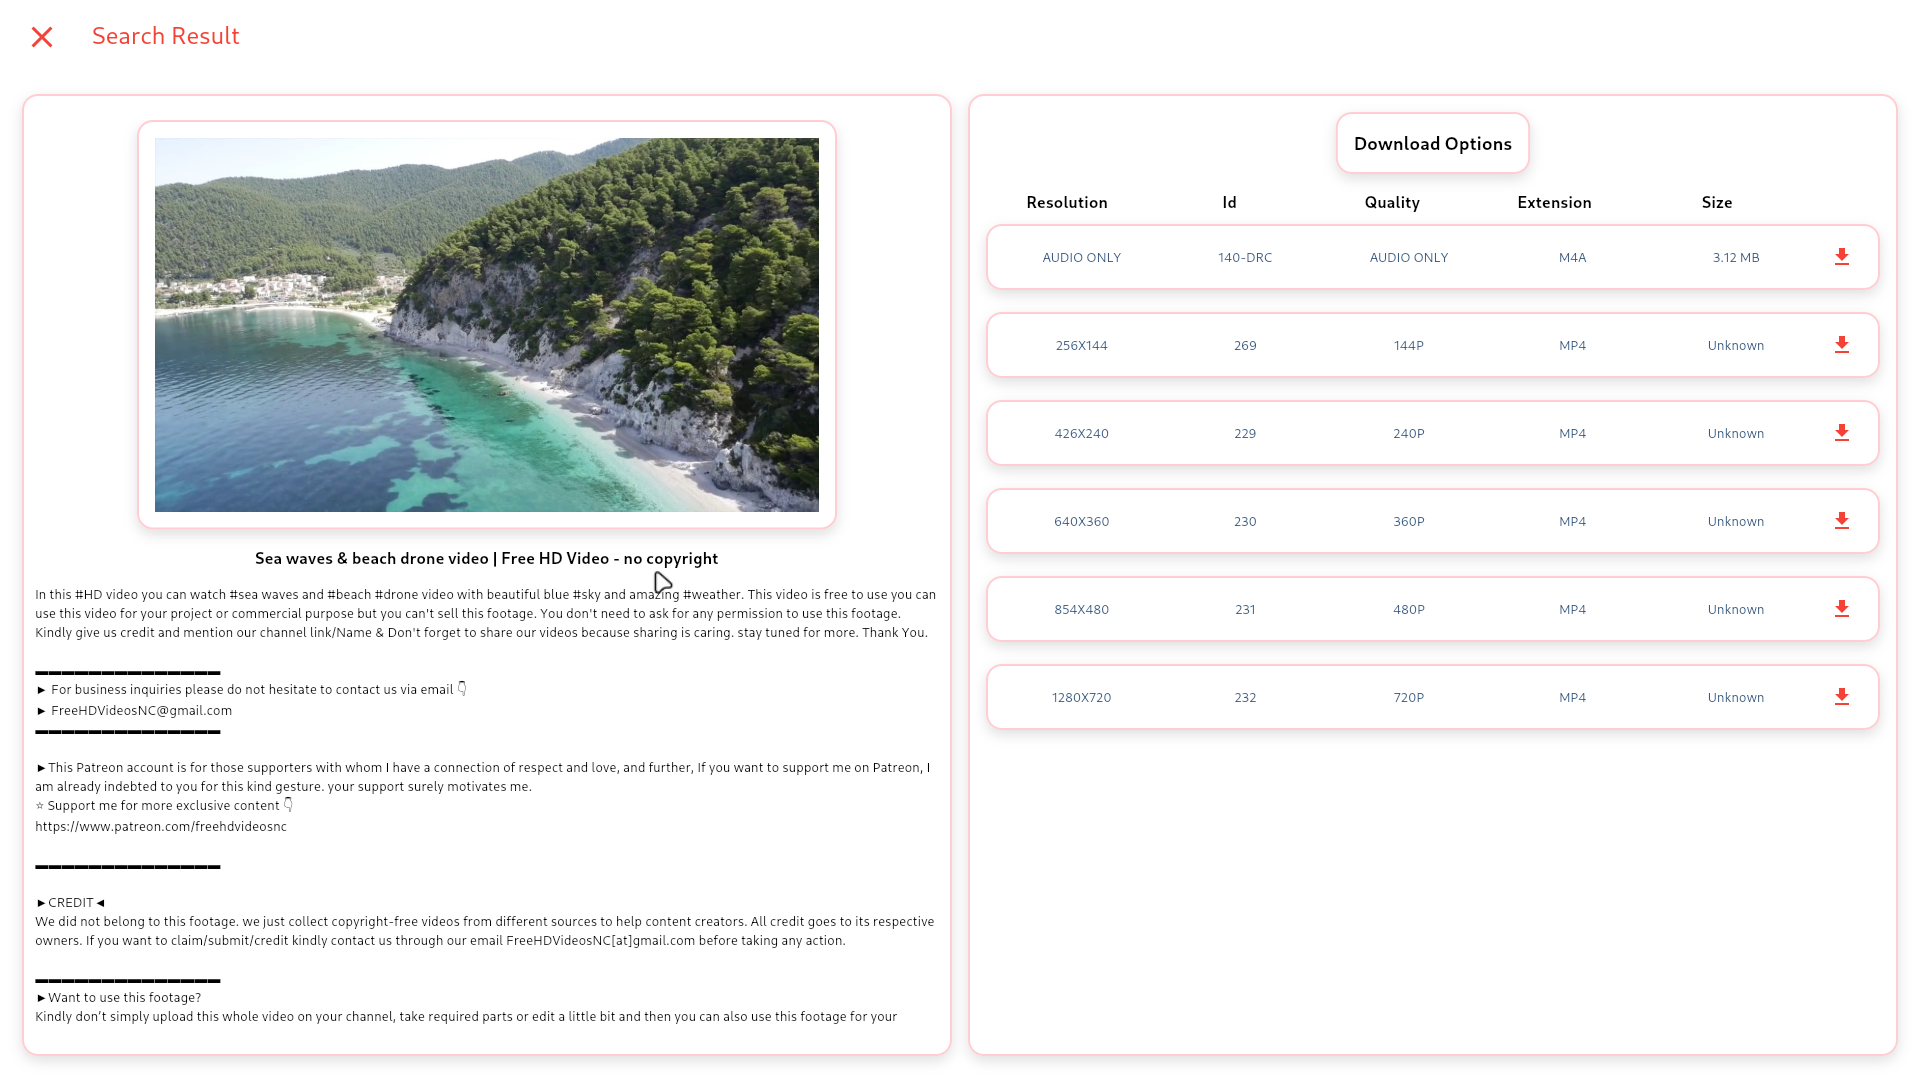 Search Result
Sea waves & beach drone video | Free HD Video - no copyright
In this #HD video you can watch #sea waves and #beach #drone video with beautiful blue #sky and amazing #weather. This video is free to use you can
use this video for your project or commercial purpose but you can't sell this footage. You don't need to ask for any permission to use this footage.
Kindly give us credit and mention our channel link/Name & Don't forget to share our videos because sharing is caring. stay tuned for more. Thank You.
▬▬▬▬▬▬▬▬▬▬▬▬▬▬
► For business inquiries please do not hesitate to contact us via email 👇
► FreeHDVideosNC@gmail.com
▬▬▬▬▬▬▬▬▬▬▬▬▬▬
►This Patreon account is for those supporters with whom I have a connection of respect and love, and further, If you want to support me on Patreon, I
am already indebted to you for this kind gesture. your support surely motivates me.
⭐ Support me for more exclusive content 👇
https://www.patreon.com/freehdvideosnc
▬▬▬▬▬▬▬▬▬▬▬▬▬▬
►CREDIT◄
We did not belong to this footage. we just collect copyright-free videos from different sources to help content creators. All credit goes to its respective
owners. If you want to claim/submit/credit kindly contact us through our email FreeHDVideosNC[at]gmail.com before taking any action.
▬▬▬▬▬▬▬▬▬▬▬▬▬▬
►Want to use this footage?
Kindly don’t simply upload this whole video on your channel, take required parts or edit a little bit and then you can also use this footage for your
Download Options
Resolution Id Quality Extension Size
AUDIO ONLY 140-DRC AUDIO ONLY M4A 3.12 MB
256X144 269 144P MP4 Unknown
426X240 229 240P MP4 Unknown
640X360 230 360P MP4 Unknown
854X480 231 480P MP4 Unknown
1280X720 232 720P MP4 Unknown